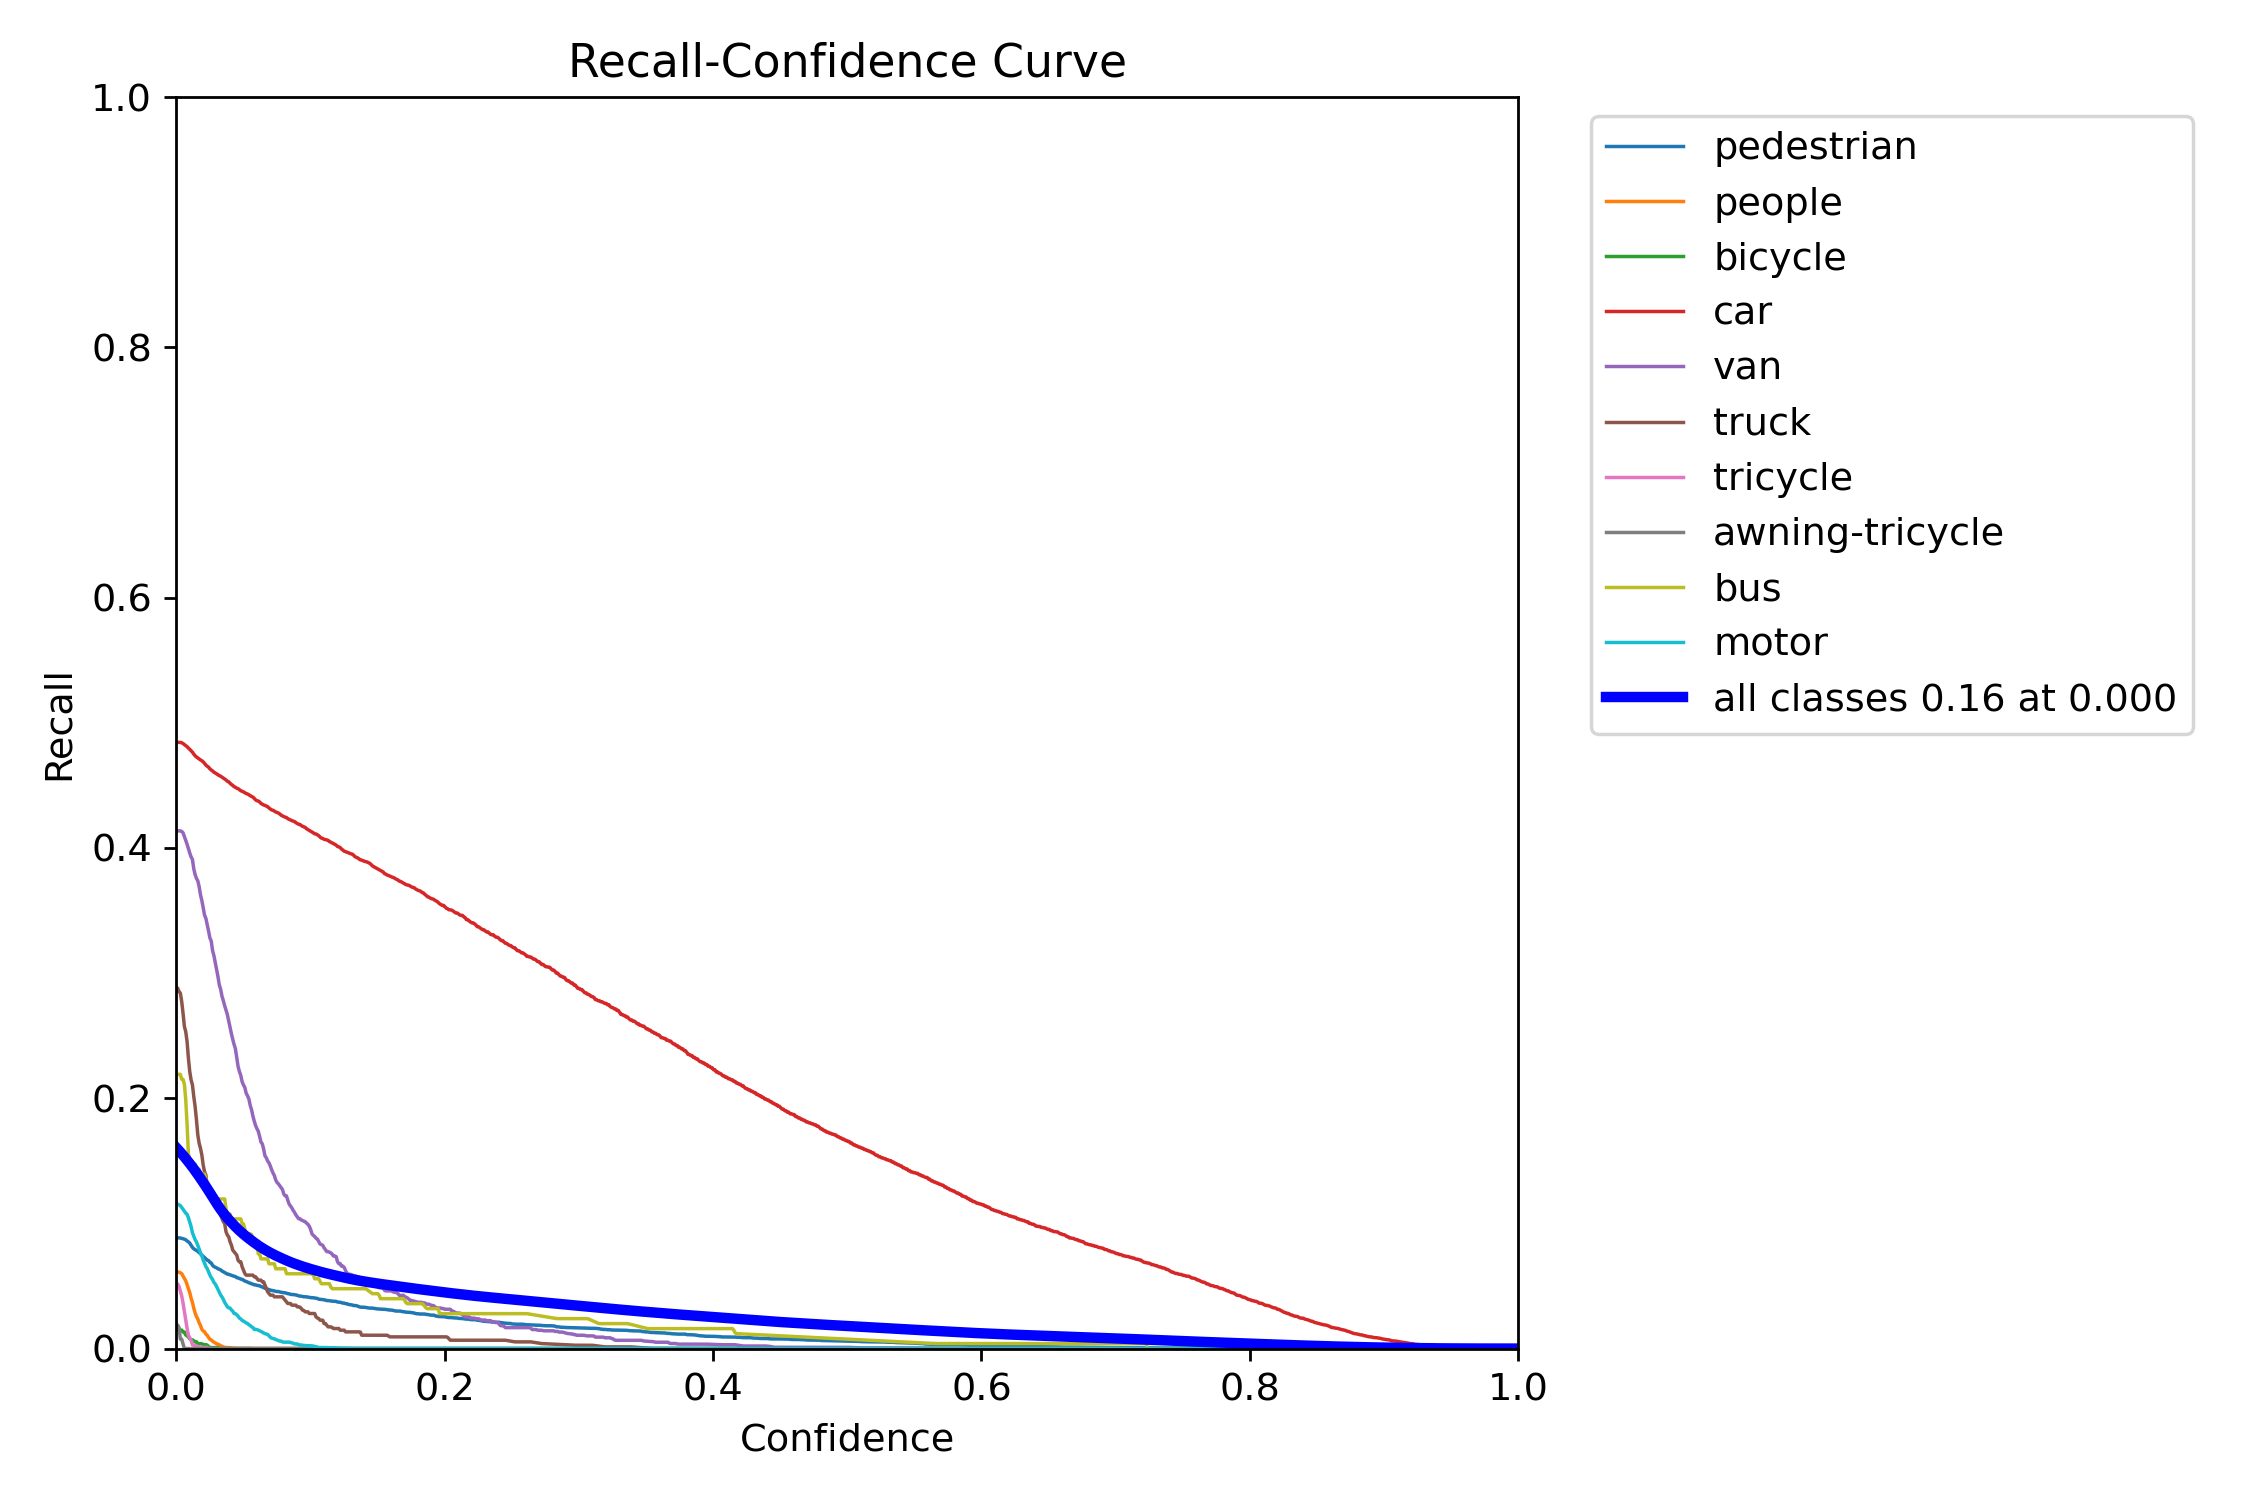 Recall-Confidence Curve
1.0
0.8
0.6
0.4
0.2
0.0
Recall
0.0 0.2 0.4 0.6 0.8 1.0
Confidence
pedestrian
people
bicycle
car
van
truck
tricycle
awning-tricycle
bus
motor
all classes 0.16 at 0.000